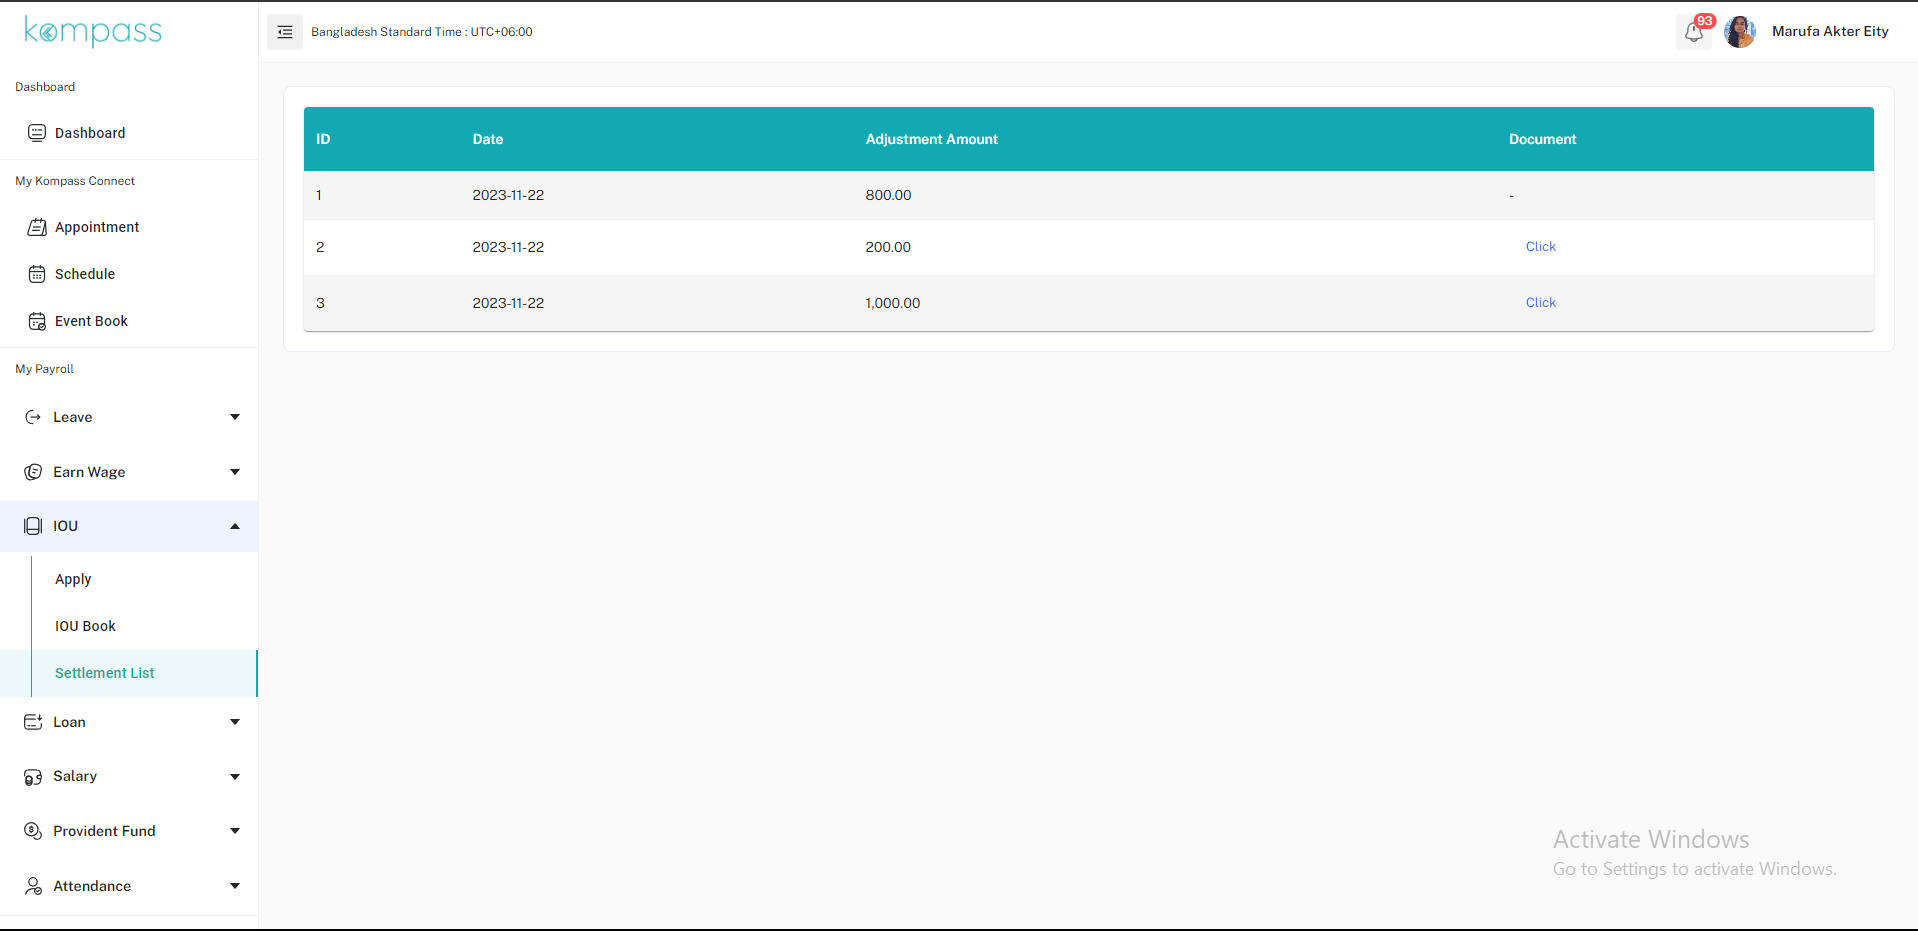 kompass
Bangladesh Standard Time : UTC+06:00
93
Marufa Akter Eity
Dashboard
Dashboard
My Kompass Connect
Appointment
Schedule
Event Book
My Payroll
Leave
Earn Wage
IOU
Apply
IOU Book
Settlement List
Loan
Salary
Provident Fund
Attendance
ID Date Adjustment Amount Document
1 2023-11-22 800.00 -
2 2023-11-22 200.00 Click
3 2023-11-22 1,000.00 Click
Activate Windows
Go to Settings to activate Windows.